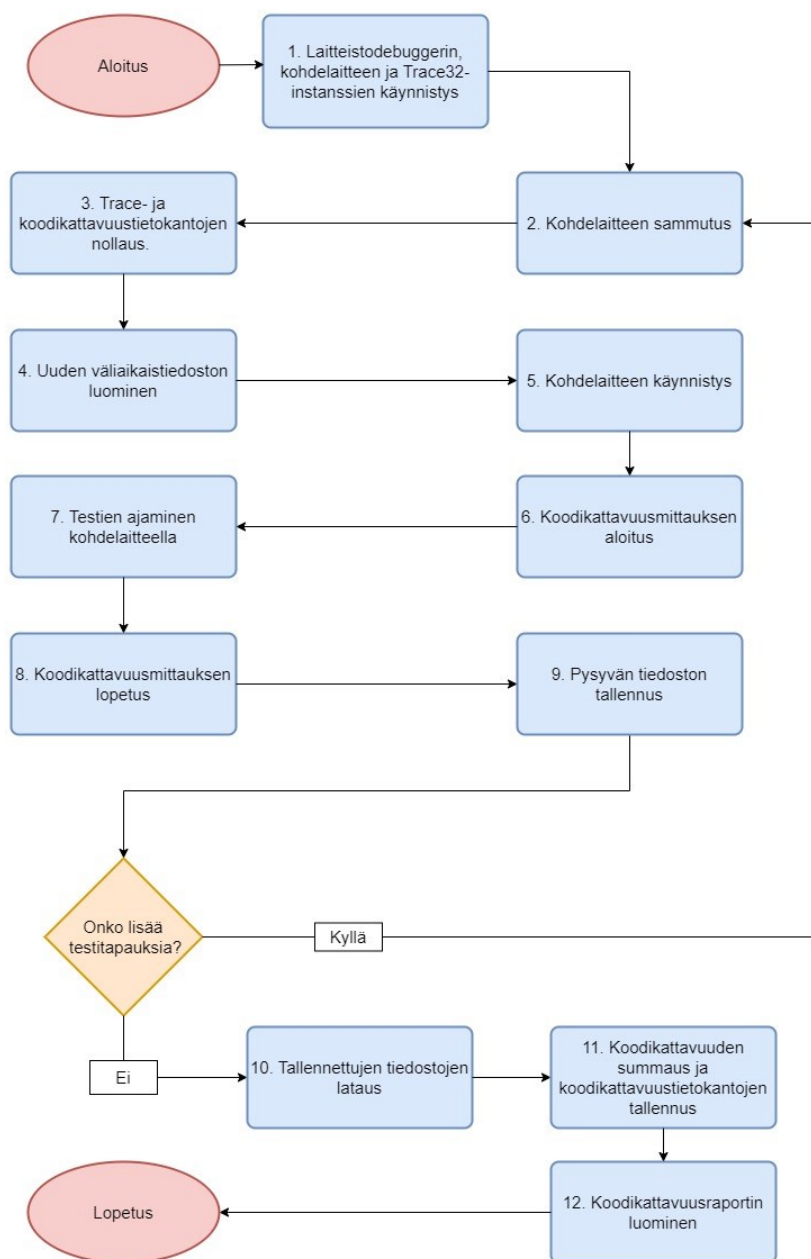 Aloitus
1. Laitteistodebuggerin,
kohdelaitteen ja Trace32-
instanssien käynnistys
2. Kohdelaitteen sammutus
3. Trace- ja
koodikattavuustietokantojen
nollaus.
4. Uuden väliaikaistiedoston
luominen
5. Kohdelaitteen käynnistys
6. Koodikattavuusmittauksen
aloitus
7. Testien ajaminen
kohdelaitteella
8. Koodikattavuusmittauksen
lopetus
9. Pysyvän tiedoston
tallennus
Onko lisää
testitapauksia?
Kyllä
Ei
10. Tallennettujen tiedostojen
lataus
11. Koodikattavuuden
summaus ja
koodikattavuustietokantojen
tallennus
12. Koodikattavuusraportin
luominen
Lopetus